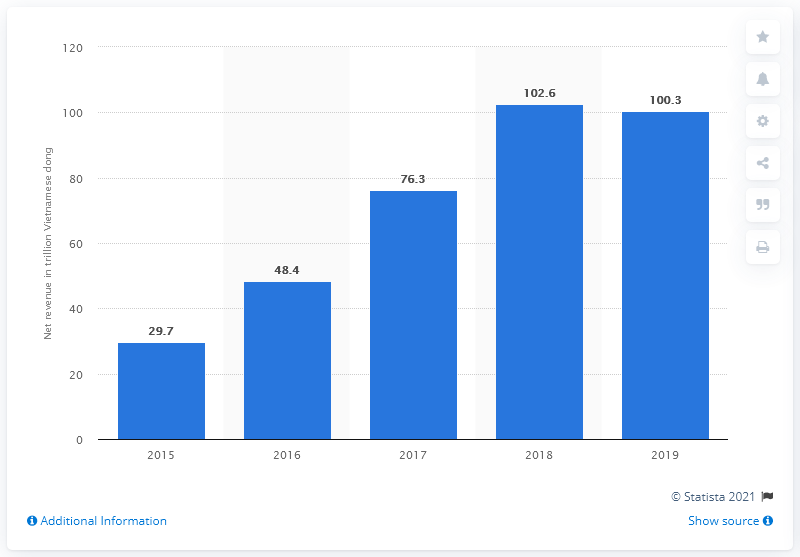 120
100
80
60
40
20
0
Net revenue in trillion Vietnamese dong
29.7
48.4
76.3
102.6
100.3
2015 2016 2017 2018 2019
© Statista 2021
Additional Information
Show source